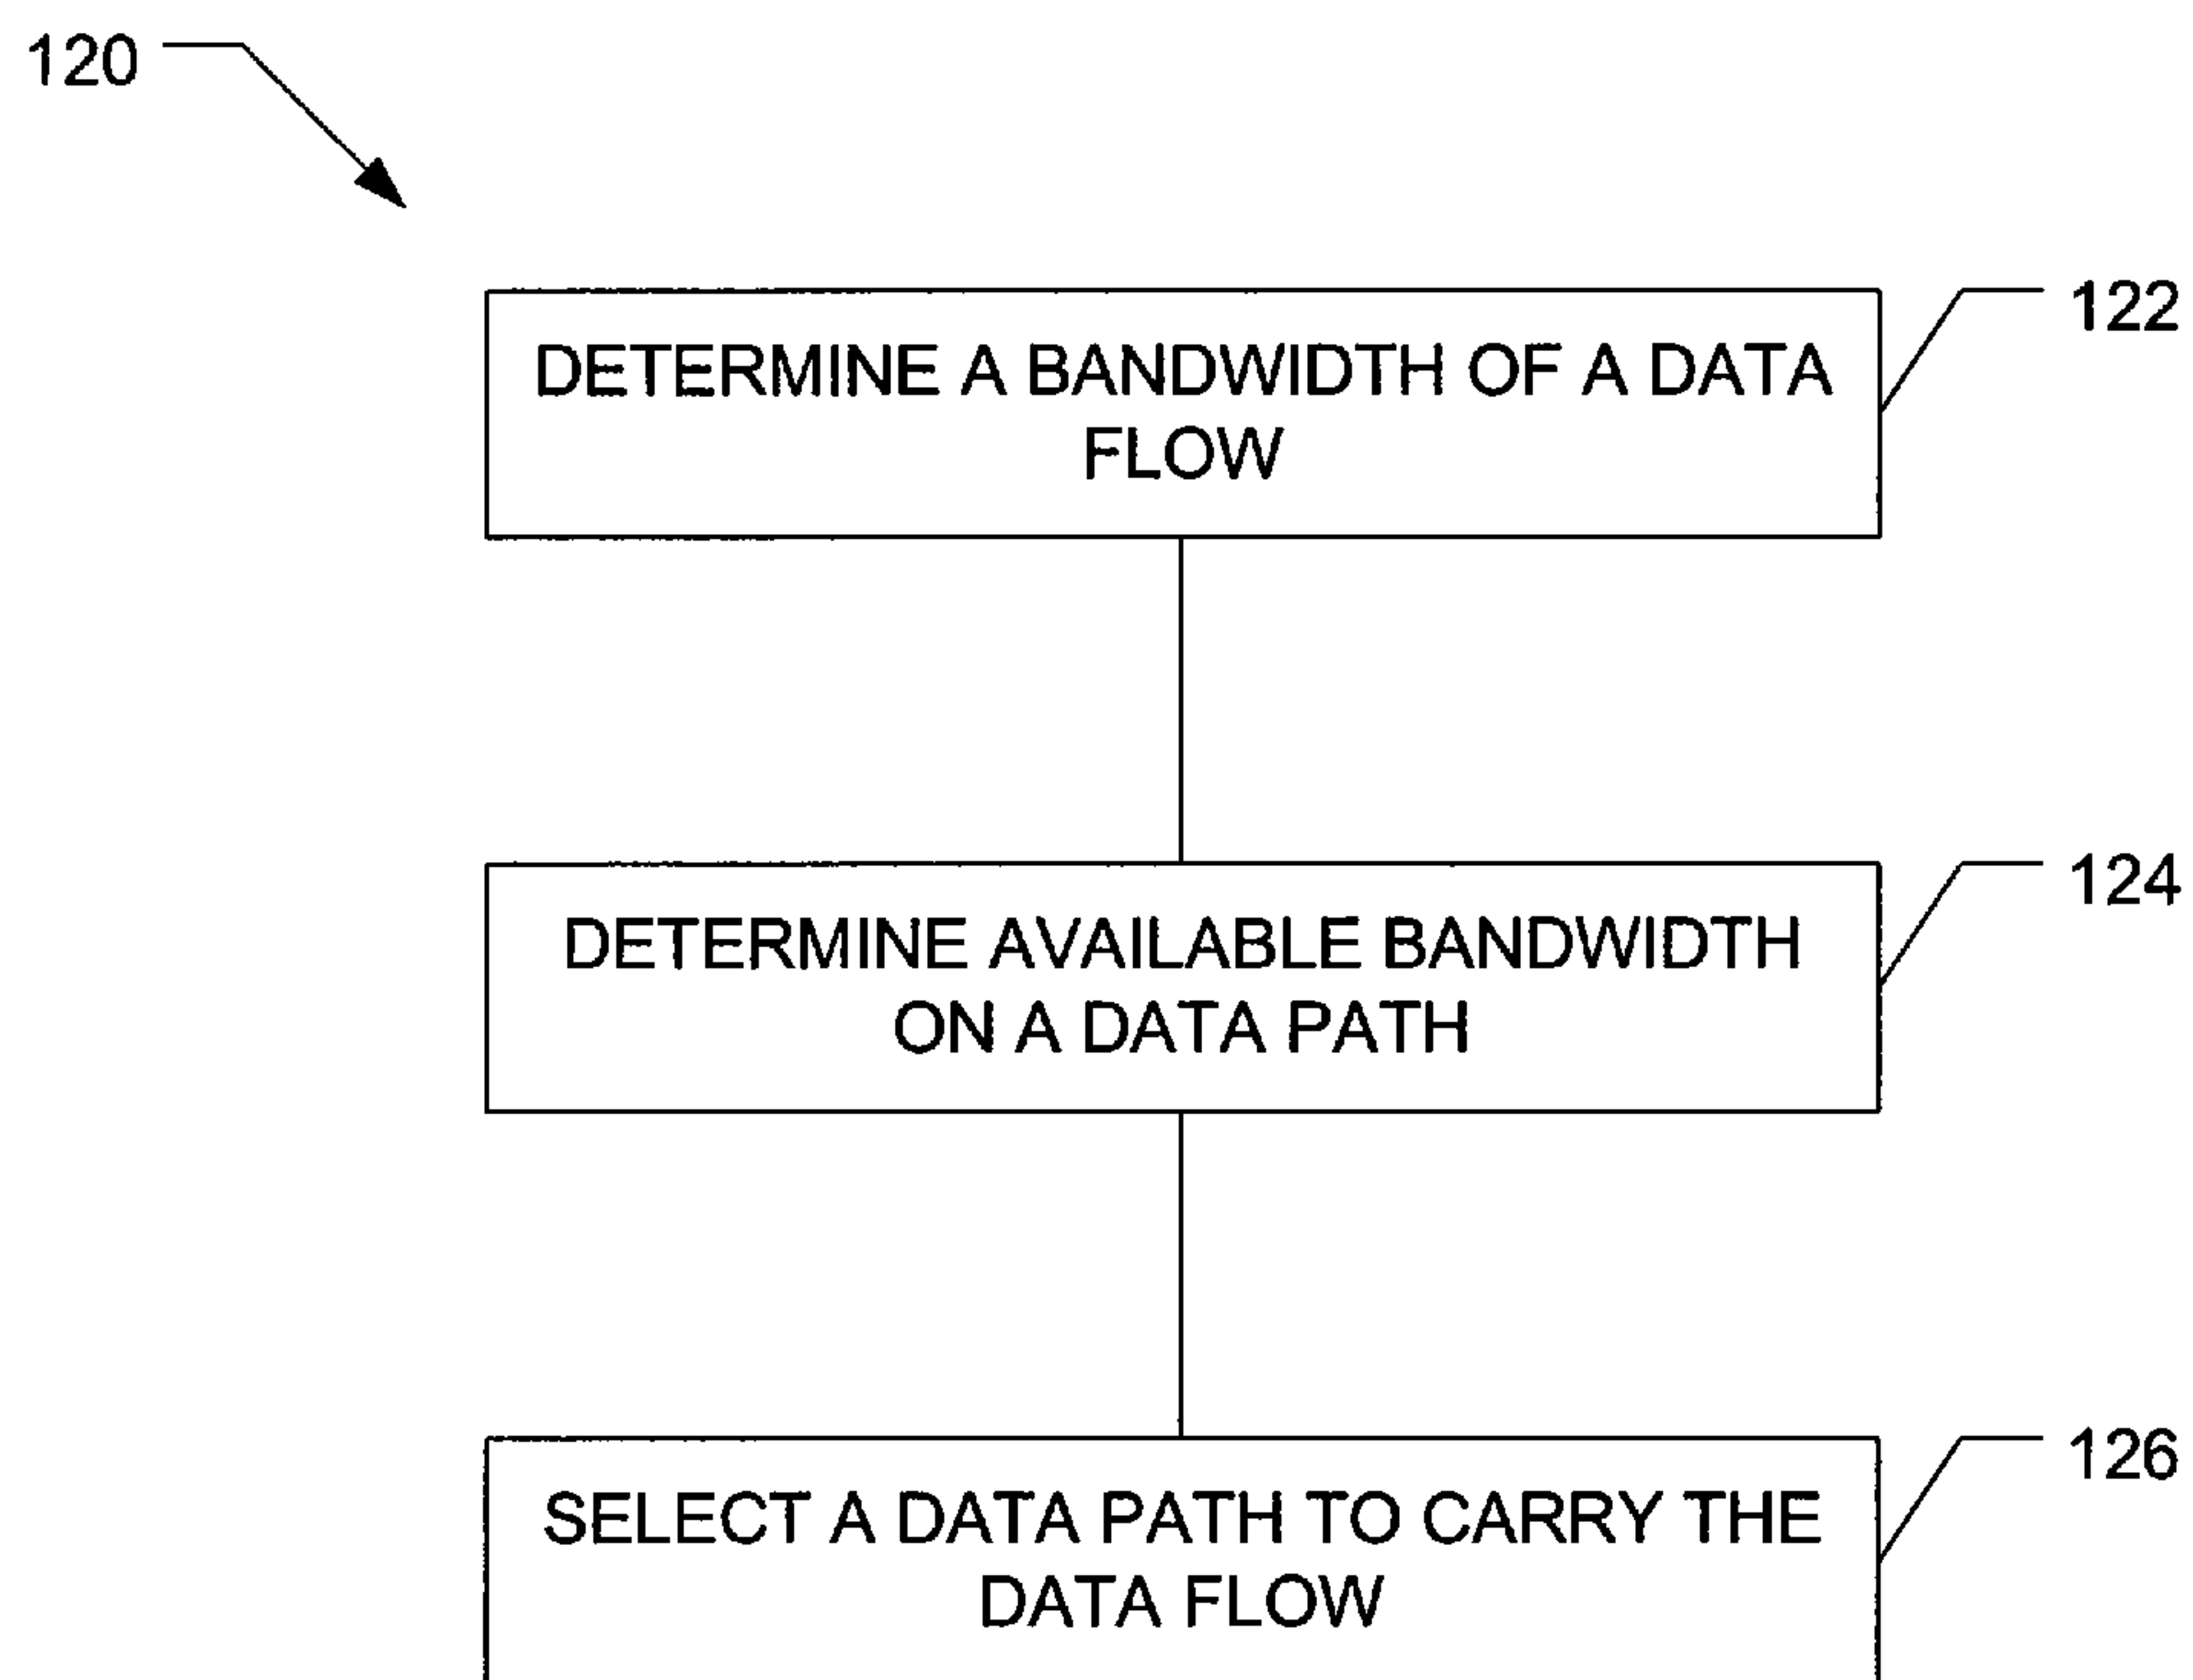 120
122
DETERMINE A BANDWIDTH OF A DATA
FLOW
124
DETERMINE AVAILABLE BANDWIDTH
ON A DATA PATH
126
SELECT A DATA PATH TO CARRY THE
DATA FLOW